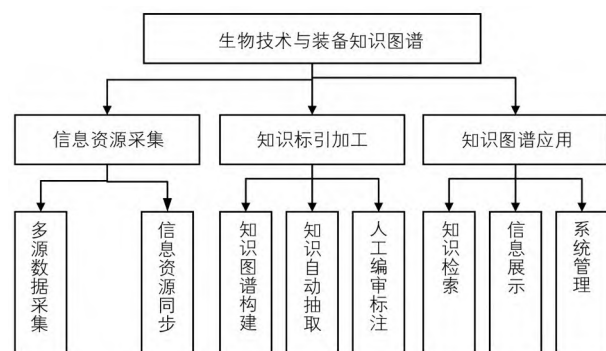 生物技术与装备知识图谱
信息资源采集
知识标引加工
知识图谱应用
多源数据采集
信息资源同步
知识图谱构建
知识自动抽取
人工编审标注
知识检索
信息展示
系统管理